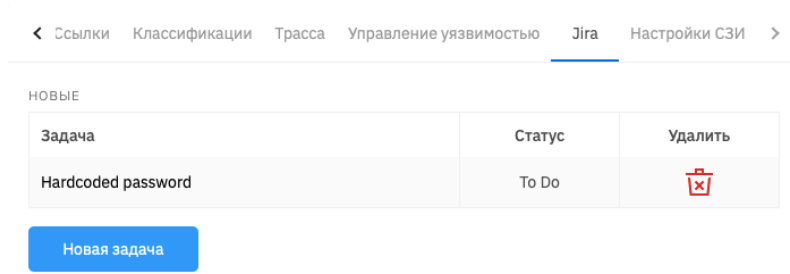 Ссылки Классификации Трасса Управление уязвимостью Jira Настройки СЗИ
НОВЫЕ
Задача Статус Удалить
Hardcoded password To Do
Новая задача